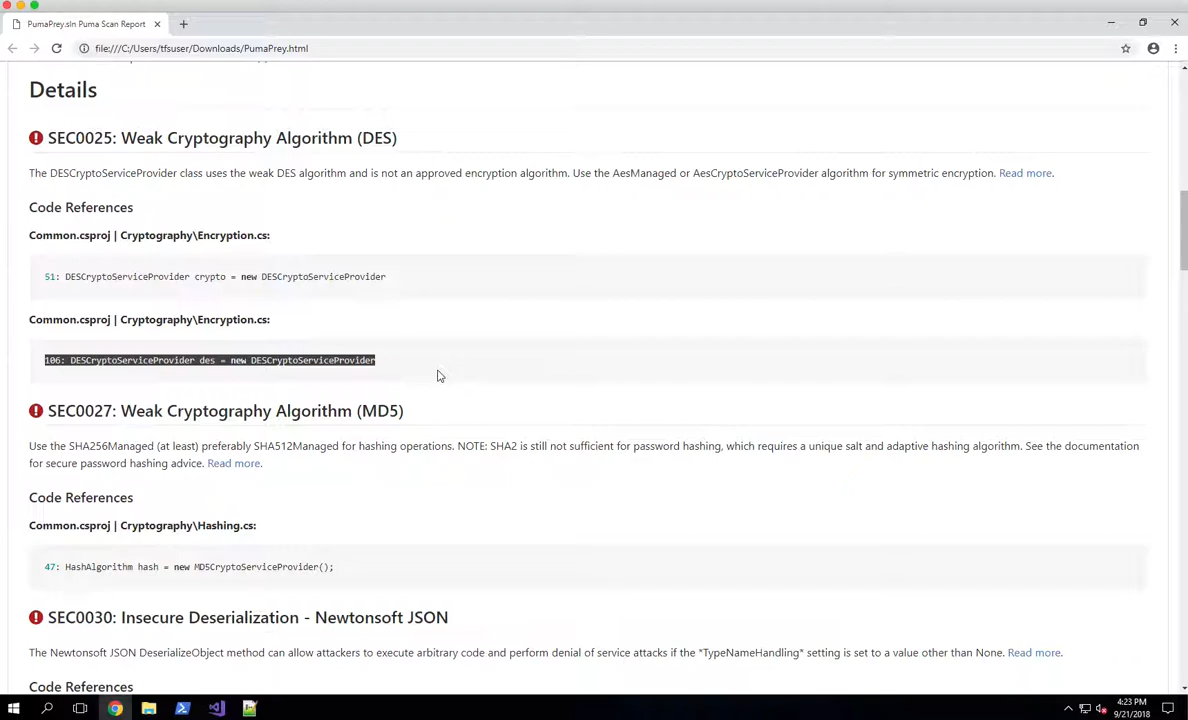 PumaPrey.sln Puma Scan Report
file:///C:/Users/tfsuser/Downloads/PumaPrey.html
Details
SEC0025: Weak Cryptography Algorithm (DES)
The DESCryptoServiceProvider class uses the weak DES algorithm and is not an approved encryption algorithm. Use the AesManaged or AesCryptoServiceProvider algorithm for symmetric encryption. Read more.
Code References
Common.csproj | Cryptography\Encryption.cs:
51: DESCryptoServiceProvider crypto = new DESCryptoServiceProvider
Common.csproj | Cryptography\Encryption.cs:
106: DESCryptoServiceProvider des = new DESCryptoServiceProvider
SEC0027: Weak Cryptography Algorithm (MD5)
Use the SHA256Managed (at least) preferably SHA512Managed for hashing operations. NOTE: SHA2 is still not sufficient for password hashing, which requires a unique salt and adaptive hashing algorithm. See the documentation
for secure password hashing advice. Read more.
Code References
Common.csproj | Cryptography\Hashing.cs:
47: HashAlgorithm hash = new MD5CryptoServiceProvider();
SEC0030: Insecure Deserialization - Newtonsoft JSON
The Newtonsoft JSON DeserializeObject method can allow attackers to execute arbitrary code and perform denial of service attacks if the *TypeNameHandling* setting is set to a value other than None. Read more.
Code References
4:23 PM
9/21/2018